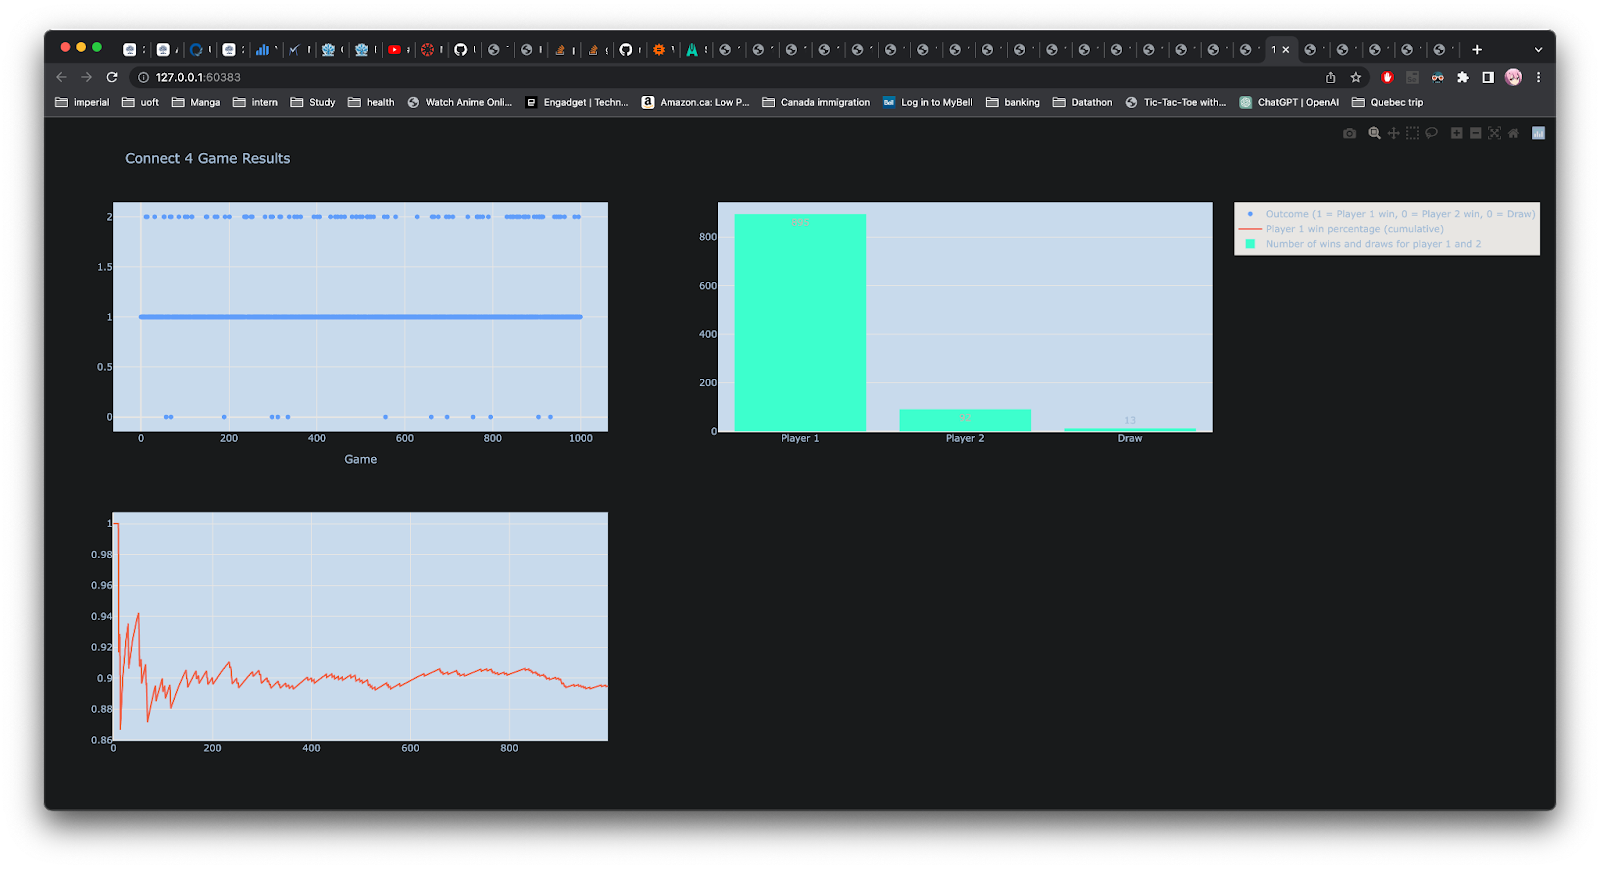 127.0.0.1:60383
imperial
uoft
Manga
intern
Study
health
Watch Anime Onli...
Engadget | Techn...
Amazon.ca: Low P...
Canada immigration
Log in to MyBell
banking
Datathon
Tic-Tac-Toe with...
ChatGPT | OpenAI
Quebec trip
Connect 4 Game Results
2
1.5
1
0.5
0
0 200 400 600 800 1000
Game
800
600
400
200
0
92
13
Player 1 Player 2 Draw
Outcome (1 = Player 1 win, 0 = Player 2 win, 0 = Draw)
Player 1 win percentage (cumulative)
Number of wins and draws for player 1 and 2
1
0.98
0.96
0.94
0.92
0.9
0.88
0.86
0 200 400 600 800